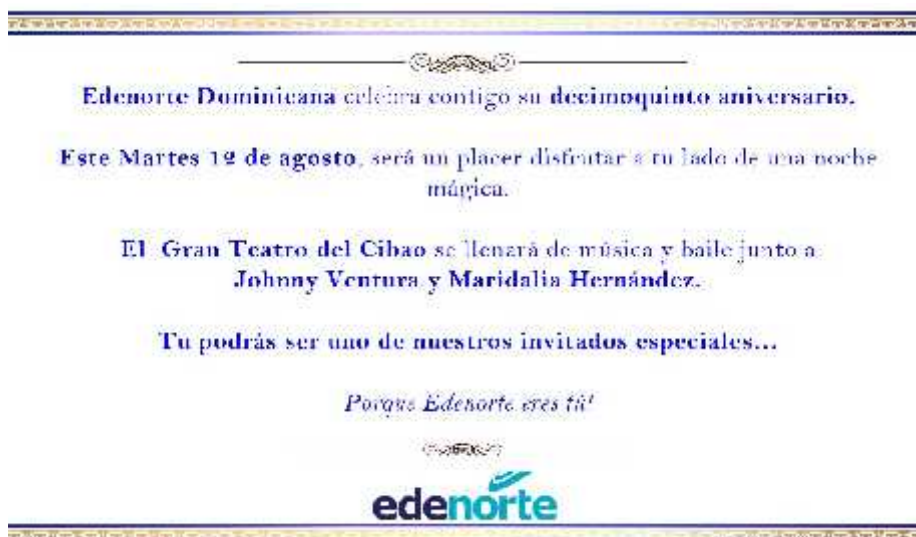 Edenorte Dominicana celebra contigo su decimoquinto aniversario.
Este Martes 12 de agosto, será un placer disfrutar a tu lado de una noche
mágica.
El Gran Teatro del Cibao se llenará de música y baile junto a
Johnny Ventura y Maridalia Hernández.
Tu podrás ser uno de nuestros invitados especiales...
Porque Edenorte eres tú!
edenorte